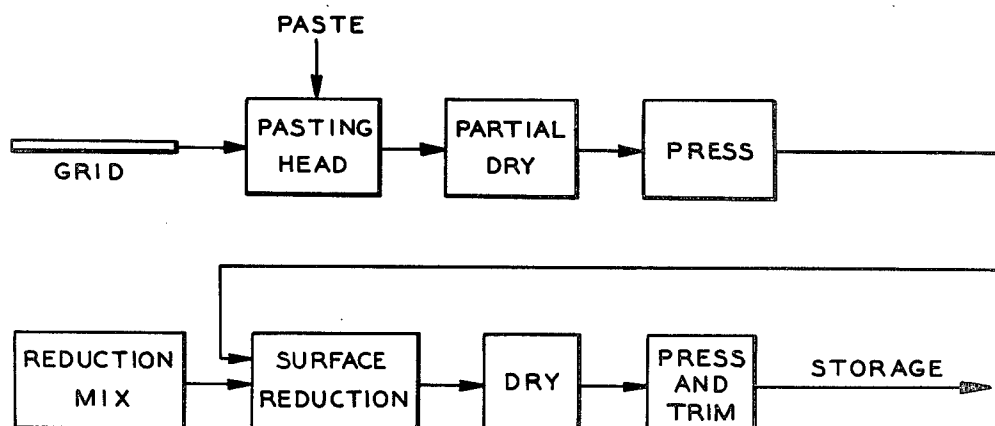 PASTE
GRID
PASTING
HEAD
PARTIAL
DRY
PRESS
REDUCTION
MIX
SURFACE
REDUCTION
DRY
PRESS
AND
TRIM
STORAGE